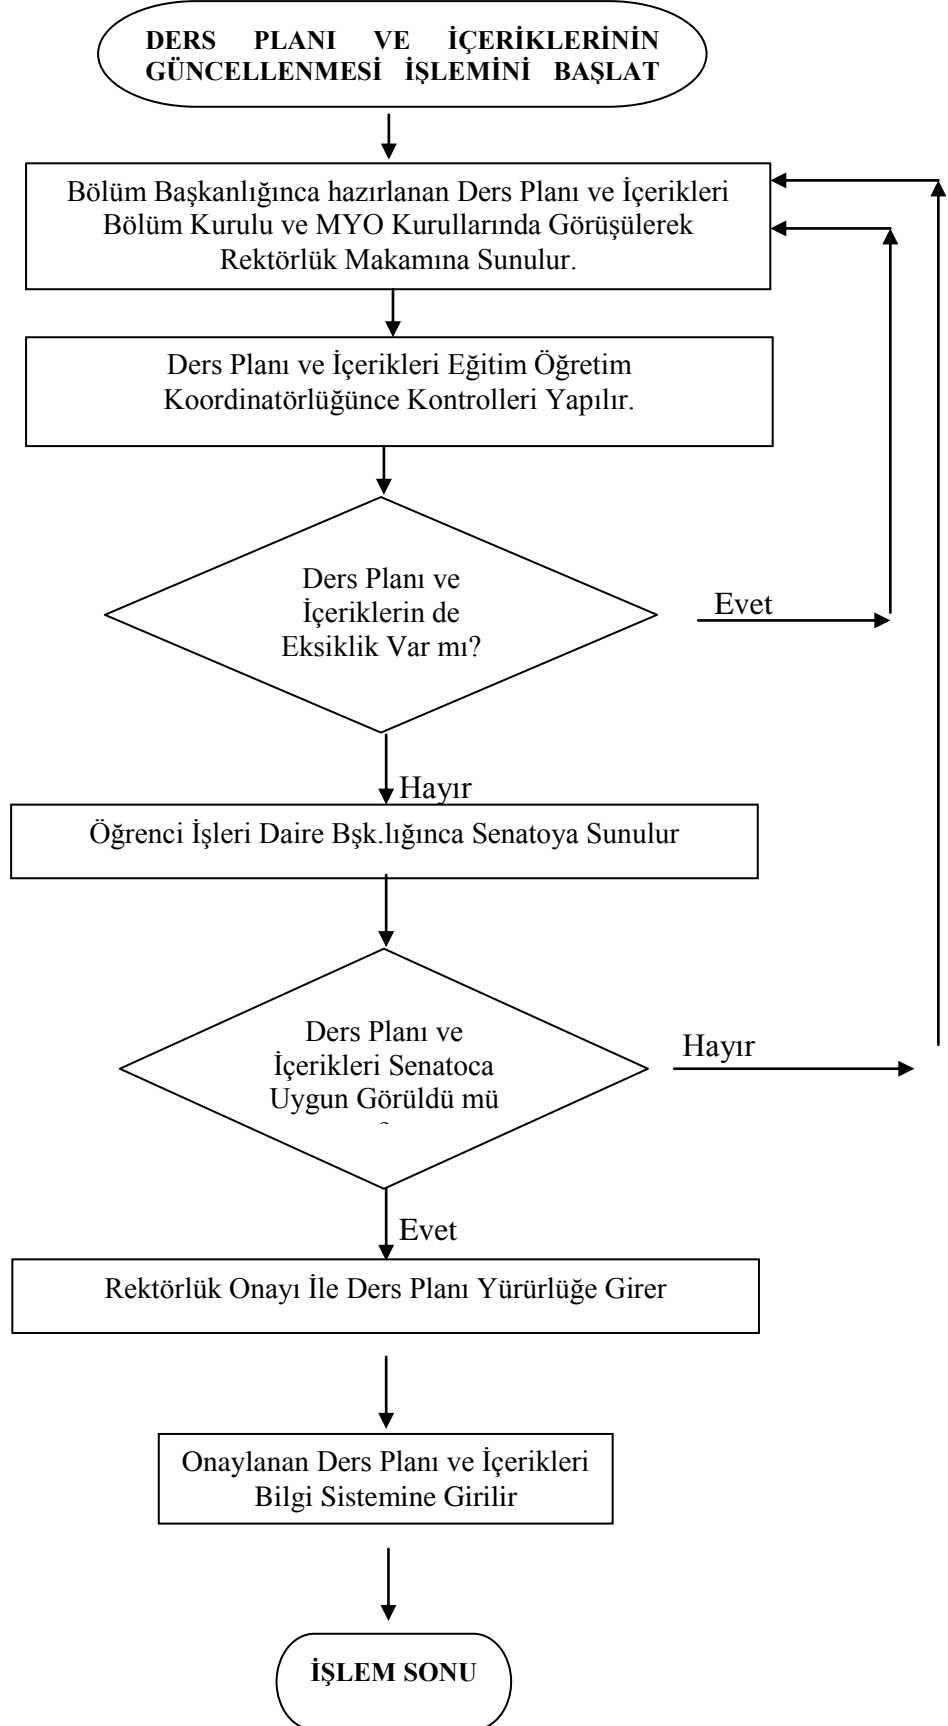 DERS PLANI VE İÇERİKLERİNİN
GÜNCELLENMESİ İŞLEMİNİ BAŞLAT
Bölüm Başkanlığınca hazırlanan Ders Planı ve İçerikleri
Bölüm Kurulu ve MYO Kurullarında Görüşülerek
Rektörlük Makamına Sunulur.
Ders Planı ve İçerikleri Eğitim Öğretim
Koordinatörlüğünce Kontrolleri Yapılır.
Ders Planı ve
İçeriklerin de
Eksiklik Var mı?
Evet
Hayır
Öğrenci İşleri Daire Bşk.lığınca Senatoya Sunulur
Ders Planı ve
İçerikleri Senatoca
Uygun Görüldü mü
Hayır
Evet
Rektörlük Onayı İle Ders Planı Yürürlüğe Girer
Onaylanan Ders Planı ve İçerikleri
Bilgi Sistemine Girilir
İŞLEM SONU